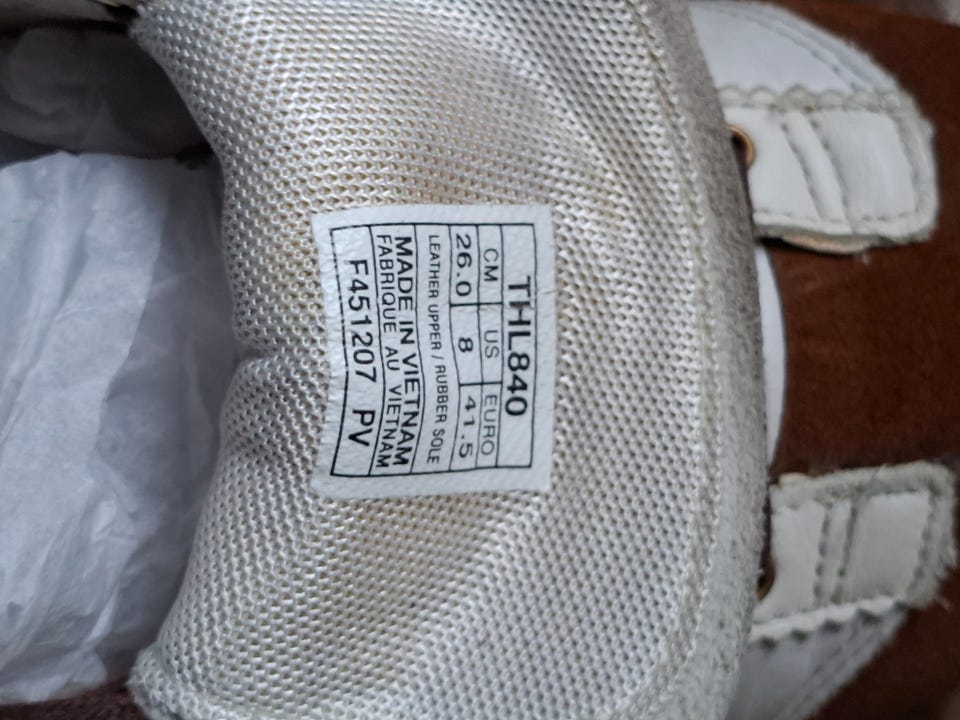 THL840
CM US EURO
26.0 8 41.5
LEATHER UPPER / RUBBER SOLE
MADE IN VIETNAM
FABRIQUE AU VIETNAM
F451207 PV